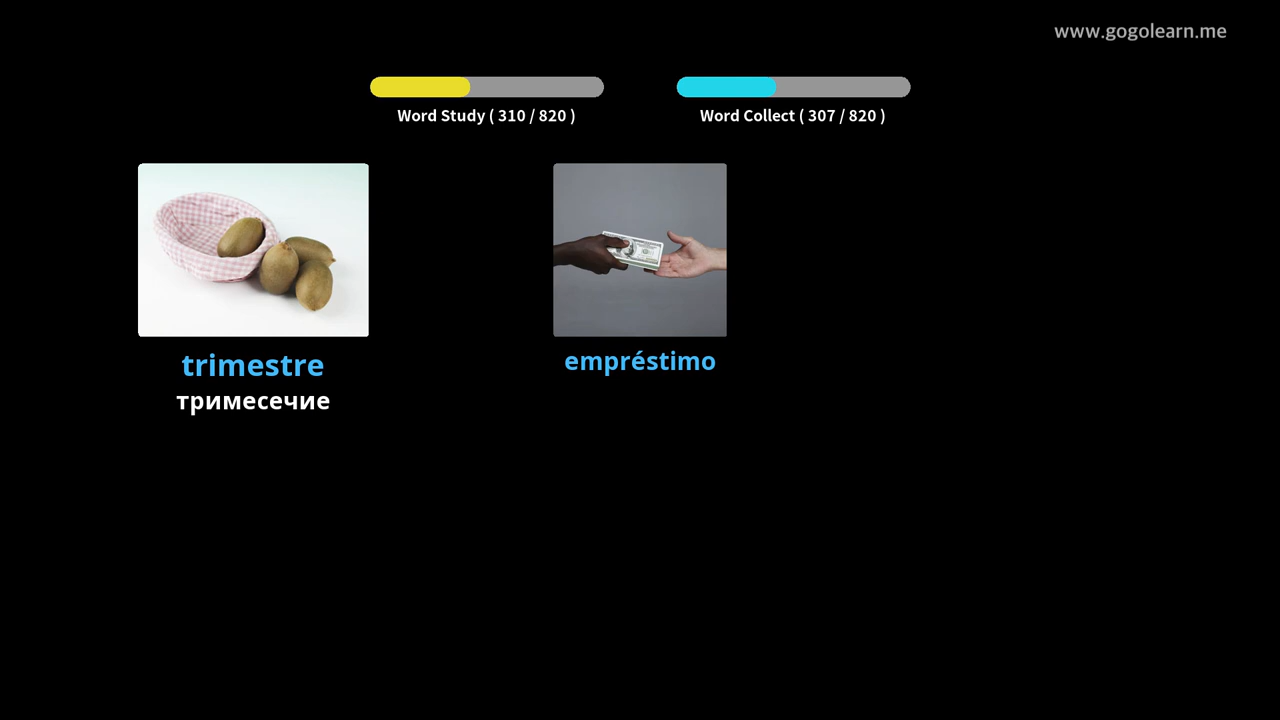 www.gogolearn.me
Word Study ( 310 / 820 )
Word Collect ( 307 / 820 )
trimestre
тримесечие
empréstimo